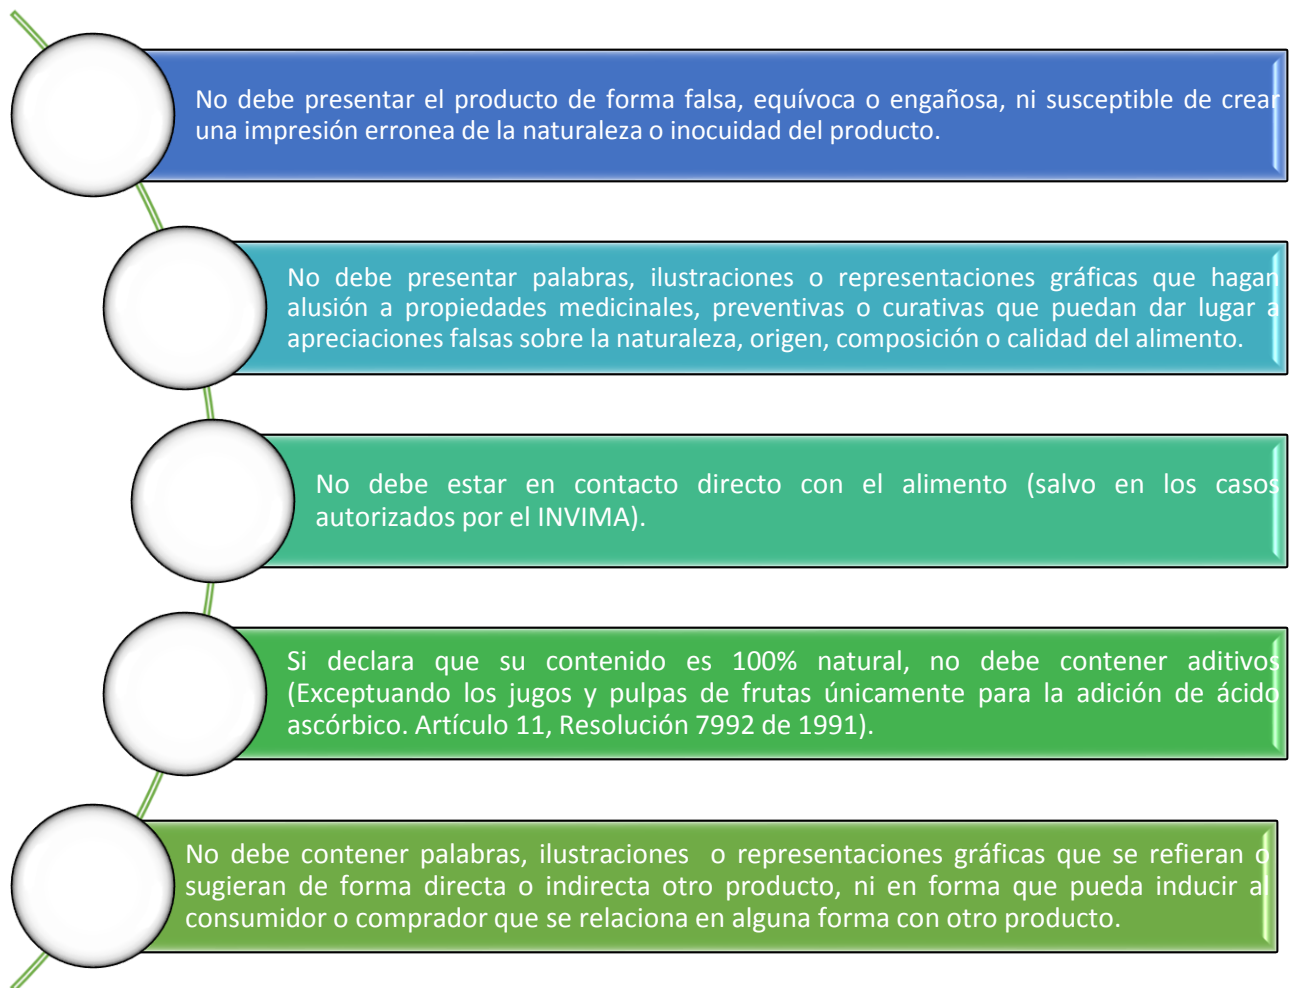 No debe presentar el producto de forma falsa, equívoca o engañosa, ni susceptible de crear
una impresión erronea de la naturaleza o inocuidad del producto.
No debe presentar palabras, ilustraciones o representaciones gráficas que hagan
alusión a propiedades medicinales, preventivas o curativas que puedan dar lugar a
apreciaciones falsas sobre la naturaleza, origen, composición o calidad del alimento.
No debe estar en contacto directo con el alimento (salvo en los casos
autorizados por el INVIMA).
Si declara que su contenido es 100% natural, no debe contener aditivos
(Exceptuando los jugos y pulpas de frutas únicamente para la adición de ácido
ascórbico. Artículo 11, Resolución 7992 de 1991).
No debe contener palabras, ilustraciones o representaciones gráficas que se refieran o
sugieran de forma directa o indirecta otro producto, ni en forma que pueda inducir al
consumidor o comprador que se relaciona en alguna forma con otro producto.